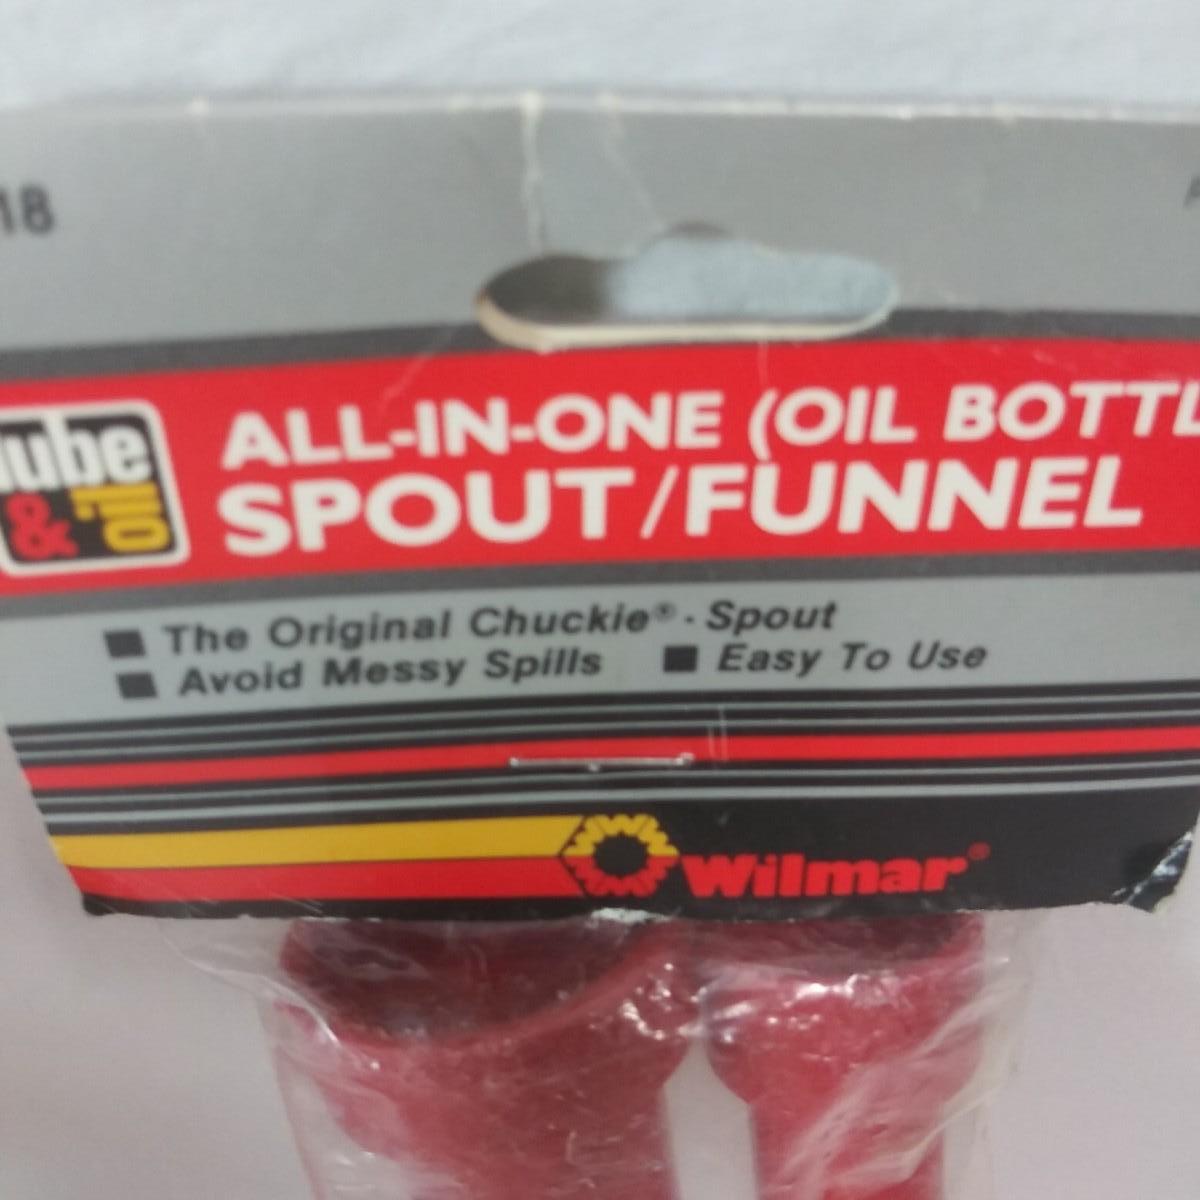 18
lube
& oil
ALL-IN-ONE (OIL BOTTL
SPOUT/FUNNEL
■ The Original Chuckie® · Spout
■ Avoid Messy Spills ■ Easy To Use
Wilmar®